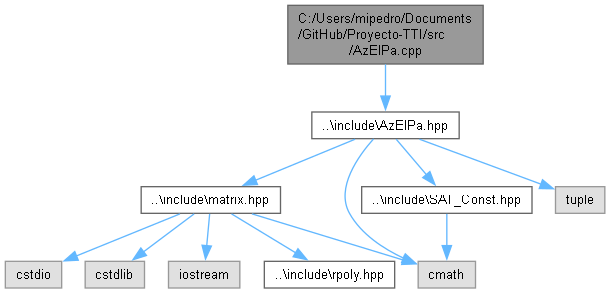 C:/Users/mipedro/Documents
/GitHub/Proyecto-TTI/src
/AzElPa.cpp
..\include\AzElPa.hpp
..\include\matrix.hpp
..\include\SAT_Const.hpp
tuple
cstdio
cstdlib
iostream
..\include\rpoly.hpp
cmath